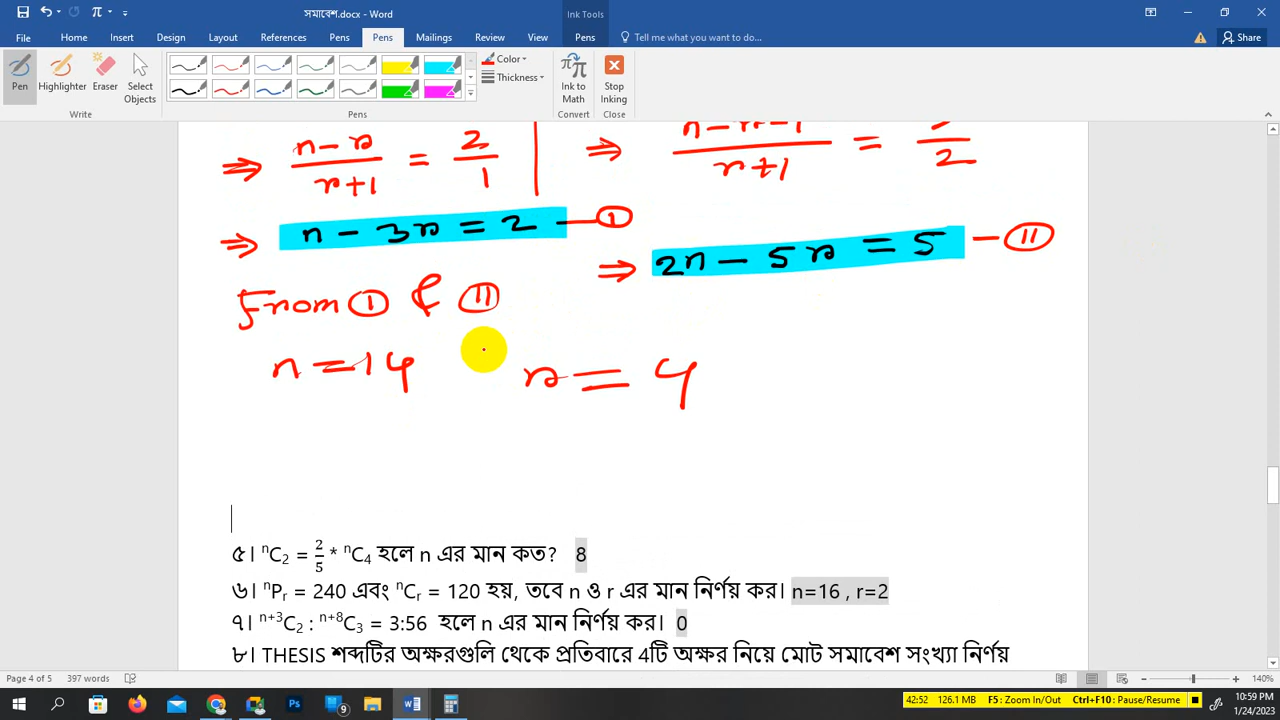 সমাবেশ.docx - Word
Ink Tools
File Home Insert Design Layout References Pens Mailings Review View Pens Tell me what you want to do... Share
Pen Highlighter Eraser Select Objects Color Thickness Ink to Math Stop Inking
Write Pens Convert Close
⇒ n-r/r+1 = 2/1 ⇒ n-r-1/r+1 = 3/2
⇒ n - 3r = 2 — ①
⇒ 2n - 5r = 5 — ⑪
From ① & ⑪
n = 14 r = 4
৫। ⁿC₂ = 2/5 * ⁿC₄ হলে n এর মান কত? 8
৬। ⁿPᵣ = 240 এবং ⁿCᵣ = 120 হয়, তবে n ও r এর মান নির্ণয় কর। n=16 , r=2
৭। ⁿ⁺³C₂ : ⁿ⁺⁸C₃ = 3:56 হলে n এর মান নির্ণয় কর। 0
৮। THESIS শব্দটির অক্ষরগুলি থেকে প্রতিবারে 4টি অক্ষর নিয়ে মোট সমাবেশ সংখ্যা নির্ণয়
Page 4 of 5 397 words 140%
42:52 126.1 MB F5: Zoom In/Out Ctrl+F10: Pause/Resume
10:59 PM
1/24/2023